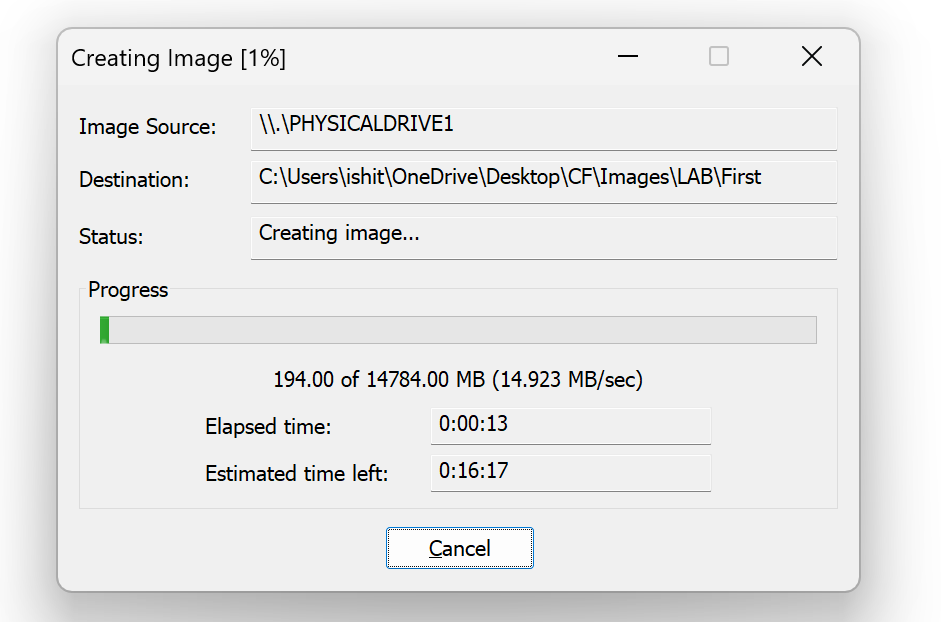 Creating Image [1%]
Image Source: \\.\PHYSICALDRIVE1
Destination: C:\Users\ishit\OneDrive\Desktop\CF\Images\LAB\First
Status: Creating image...
Progress
194.00 of 14784.00 MB (14.923 MB/sec)
Elapsed time: 0:00:13
Estimated time left: 0:16:17
Cancel